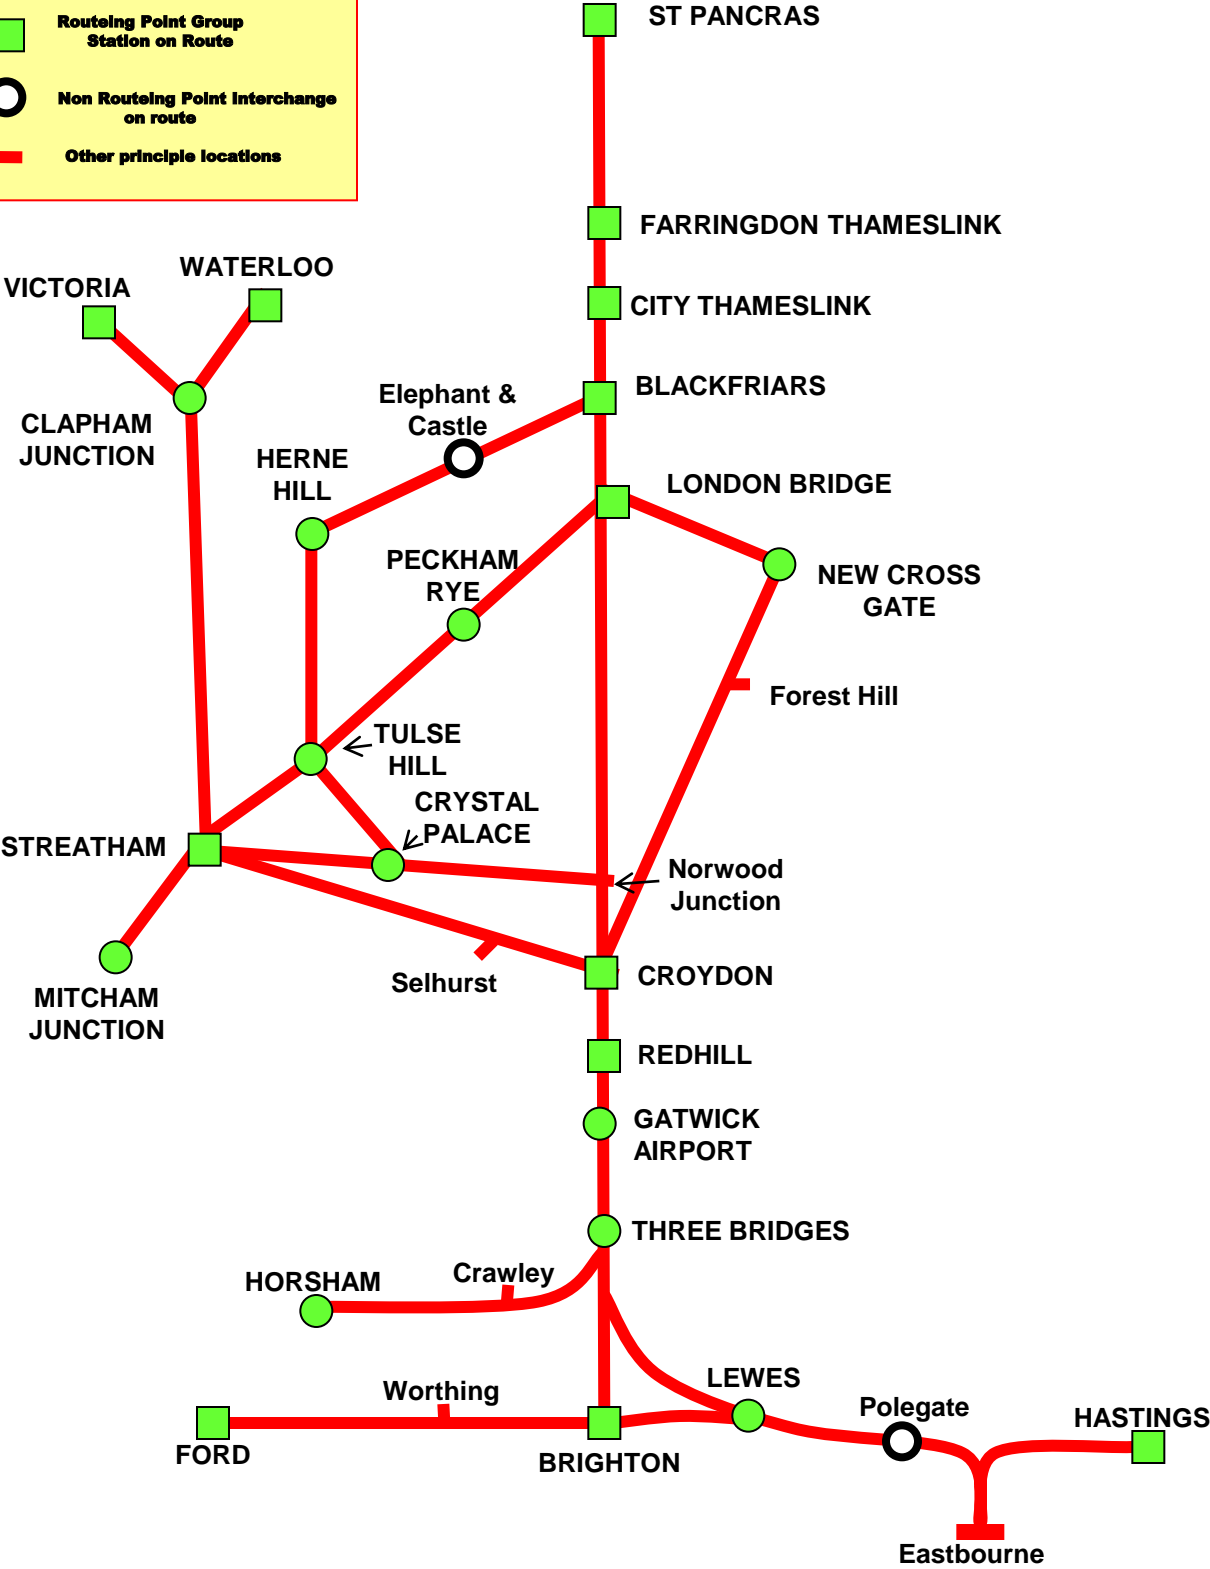 Routeing Point Group
Station on Route
Non Routeing Point Interchange
on route
Other principle locations
ST PANCRAS
FARRINGDON THAMESLINK
WATERLOO
VICTORIA
CITY THAMESLINK
BLACKFRIARS
Elephant &
Castle
CLAPHAM
JUNCTION
HERNE
HILL
LONDON BRIDGE
PECKHAM
RYE
NEW CROSS
GATE
Forest Hill
TULSE
HILL
CRYSTAL
PALACE
STREATHAM
Norwood
Junction
Selhurst
CROYDON
MITCHAM
JUNCTION
REDHILL
GATWICK
AIRPORT
THREE BRIDGES
Crawley
HORSHAM
LEWES
Worthing
Polegate
HASTINGS
FORD
BRIGHTON
Eastbourne